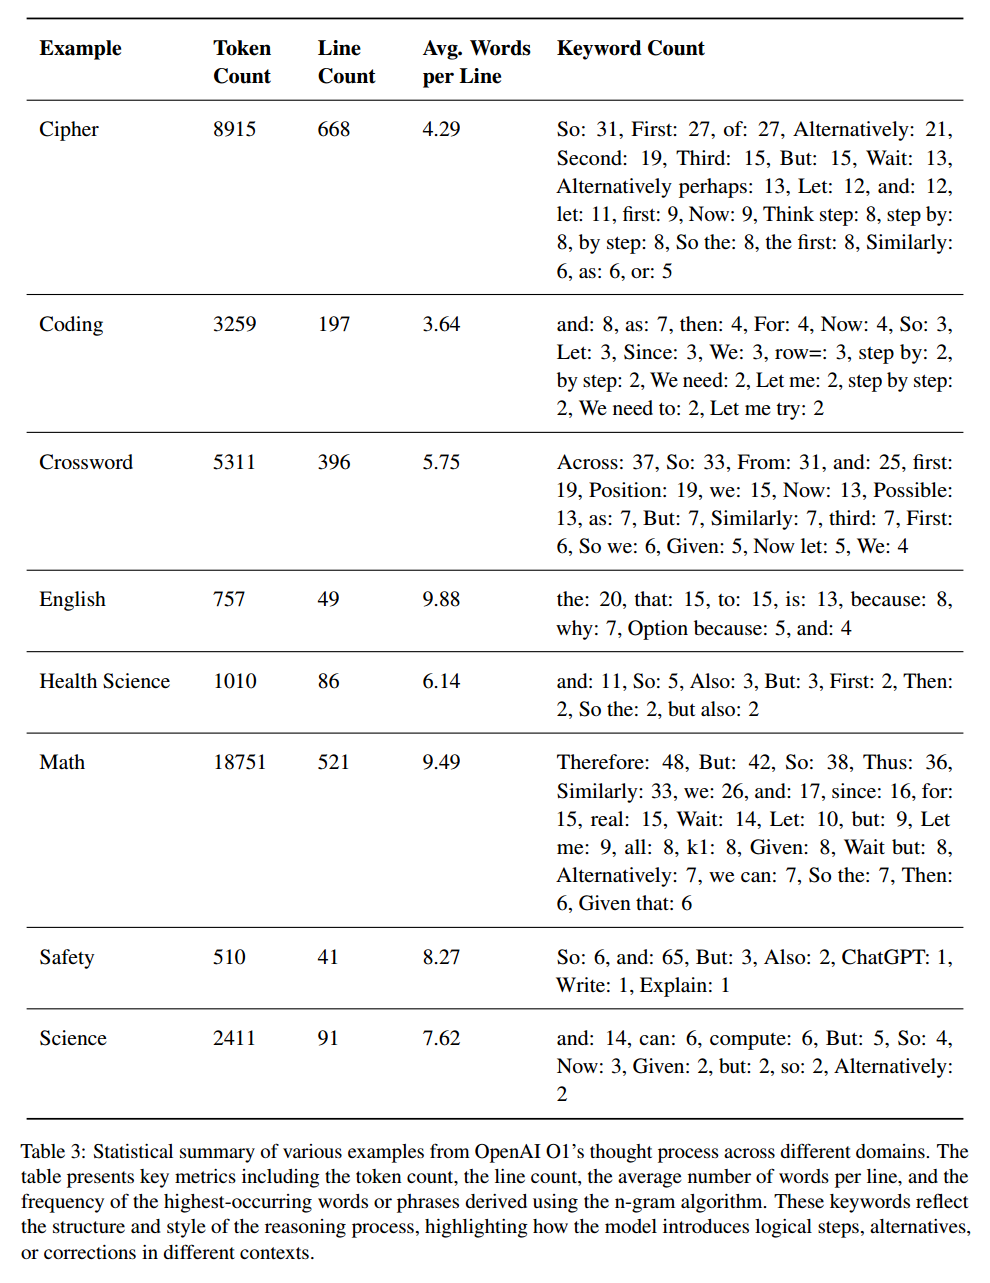 Example Token Count Line Count Avg. Words per Line Keyword Count
Cipher 8915 668 4.29 So: 31, First: 27, of: 27, Alternatively: 21,
Second: 19, Third: 15, But: 15, Wait: 13,
Alternatively perhaps: 13, Let: 12, and: 12,
let: 11, first: 9, Now: 9, Think step: 8, step by:
8, by step: 8, So the: 8, the first: 8, Similarly:
6, as: 6, or: 5
Coding 3259 197 3.64 and: 8, as: 7, then: 4, For: 4, Now: 4, So: 3,
Let: 3, Since: 3, We: 3, row=: 3, step by: 2,
by step: 2, We need: 2, Let me: 2, step by step:
2, We need to: 2, Let me try: 2
Crossword 5311 396 5.75 Across: 37, So: 33, From: 31, and: 25, first:
19, Position: 19, we: 15, Now: 13, Possible:
13, as: 7, But: 7, Similarly: 7, third: 7, First:
6, So we: 6, Given: 5, Now let: 5, We: 4
English 757 49 9.88 the: 20, that: 15, to: 15, is: 13, because: 8,
why: 7, Option because: 5, and: 4
Health Science 1010 86 6.14 and: 11, So: 5, Also: 3, But: 3, First: 2, Then:
2, So the: 2, but also: 2
Math 18751 521 9.49 Therefore: 48, But: 42, So: 38, Thus: 36,
Similarly: 33, we: 26, and: 17, since: 16, for:
15, real: 15, Wait: 14, Let: 10, but: 9, Let
me: 9, all: 8, k1: 8, Given: 8, Wait but: 8,
Alternatively: 7, we can: 7, So the: 7, Then:
6, Given that: 6
Safety 510 41 8.27 So: 6, and: 65, But: 3, Also: 2, ChatGPT: 1,
Write: 1, Explain: 1
Science 2411 91 7.62 and: 14, can: 6, compute: 6, But: 5, So: 4,
Now: 3, Given: 2, but: 2, so: 2, Alternatively:
2
Table 3: Statistical summary of various examples from OpenAI O1's thought process across different domains. The
table presents key metrics including the token count, the line count, the average number of words per line, and the
frequency of the highest-occurring words or phrases derived using the n-gram algorithm. These keywords reflect
the structure and style of the reasoning process, highlighting how the model introduces logical steps, alternatives,
or corrections in different contexts.